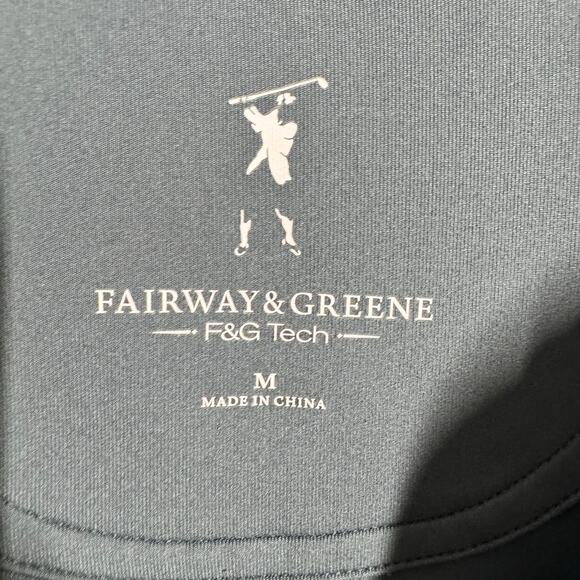 FAIRWAY & GREENE
F&G Tech
M
MADE IN CHINA